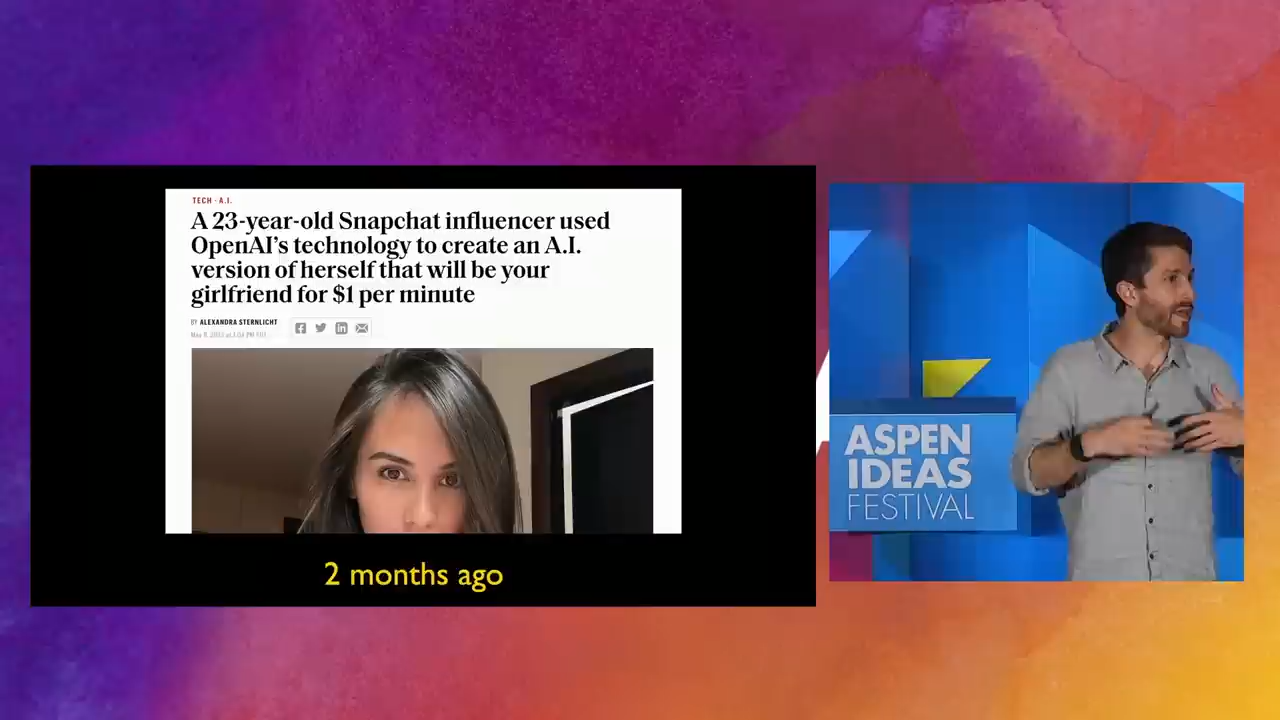 TECH · A.I.
A 23-year-old Snapchat influencer used
OpenAI's technology to create an A.I.
version of herself that will be your
girlfriend for $1 per minute
BY ALEXANDRA STERNLICHT
2 months ago
ASPEN
IDEAS
FESTIVAL